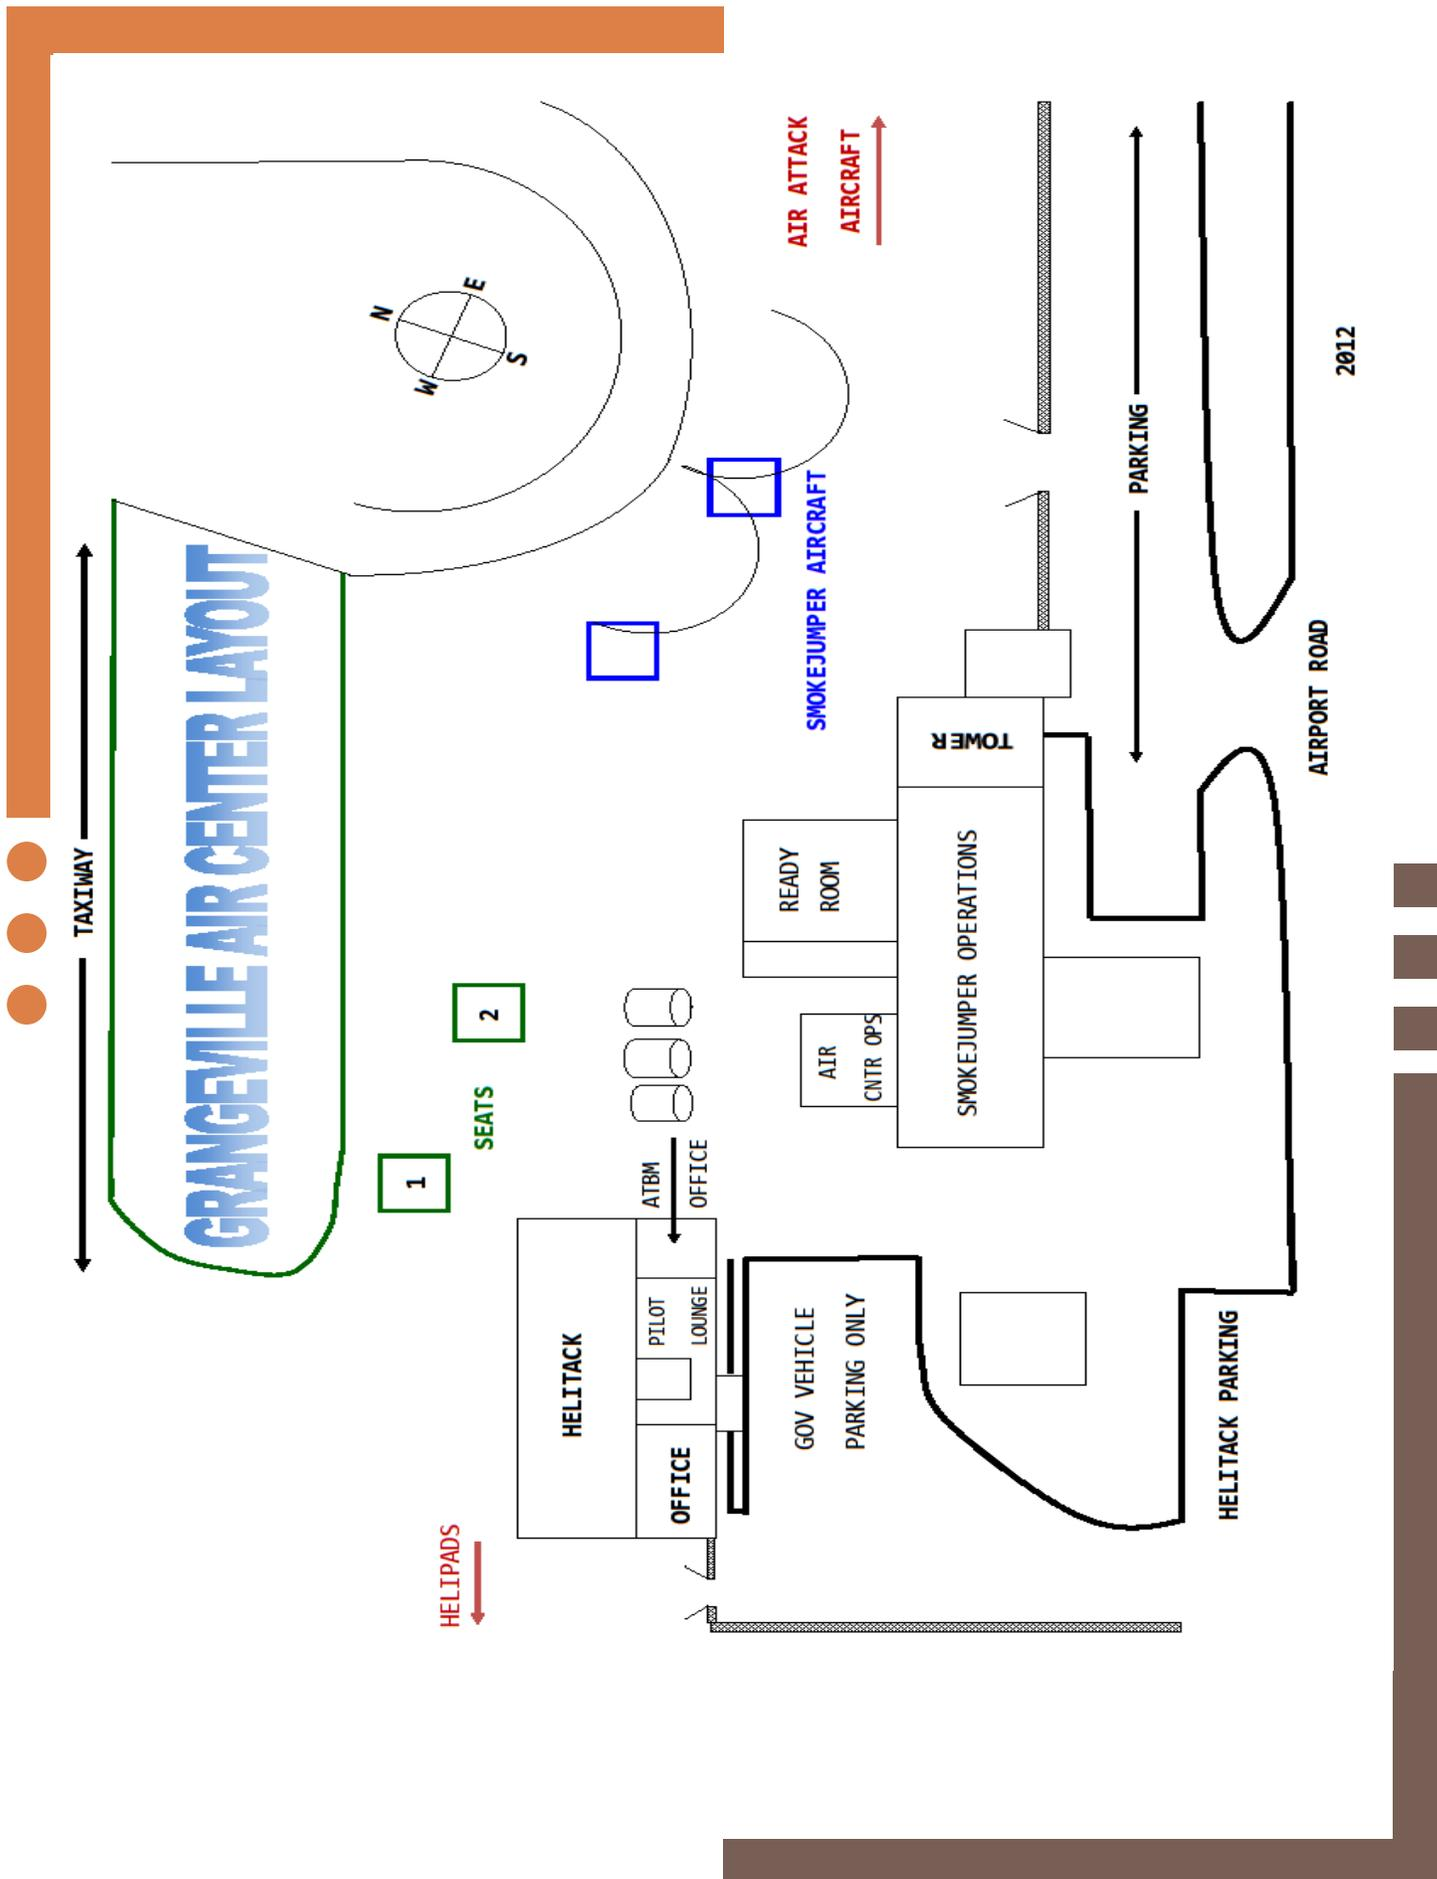 TAXIWAY
GRANGEVILLE AIR CENTER LAYOUT
N
E
W
S
AIR ATTACK
AIRCRAFT
SMOKEJUMPER AIRCRAFT
1
2
SEATS
HELIPADS
HELITACK
OFFICE
PILOT
LOUNGE
ATBM
OFFICE
READY
ROOM
AIR
CNTR OPS
SMOKEJUMPER OPERATIONS
TOWER
GOV VEHICLE
PARKING ONLY
PARKING
HELITACK PARKING
AIRPORT ROAD
2012